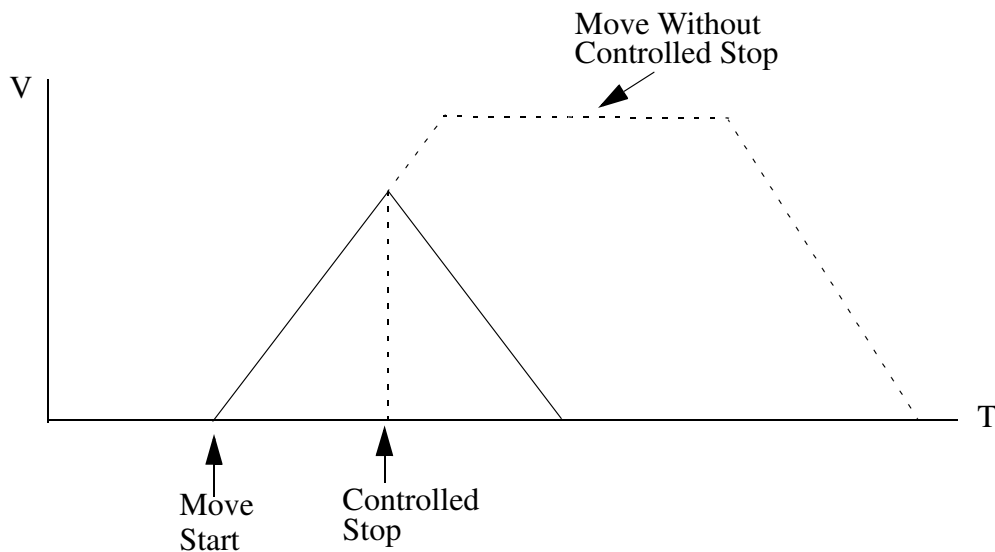 Move Without
Controlled Stop
V
T
Move
Start
Controlled
Stop